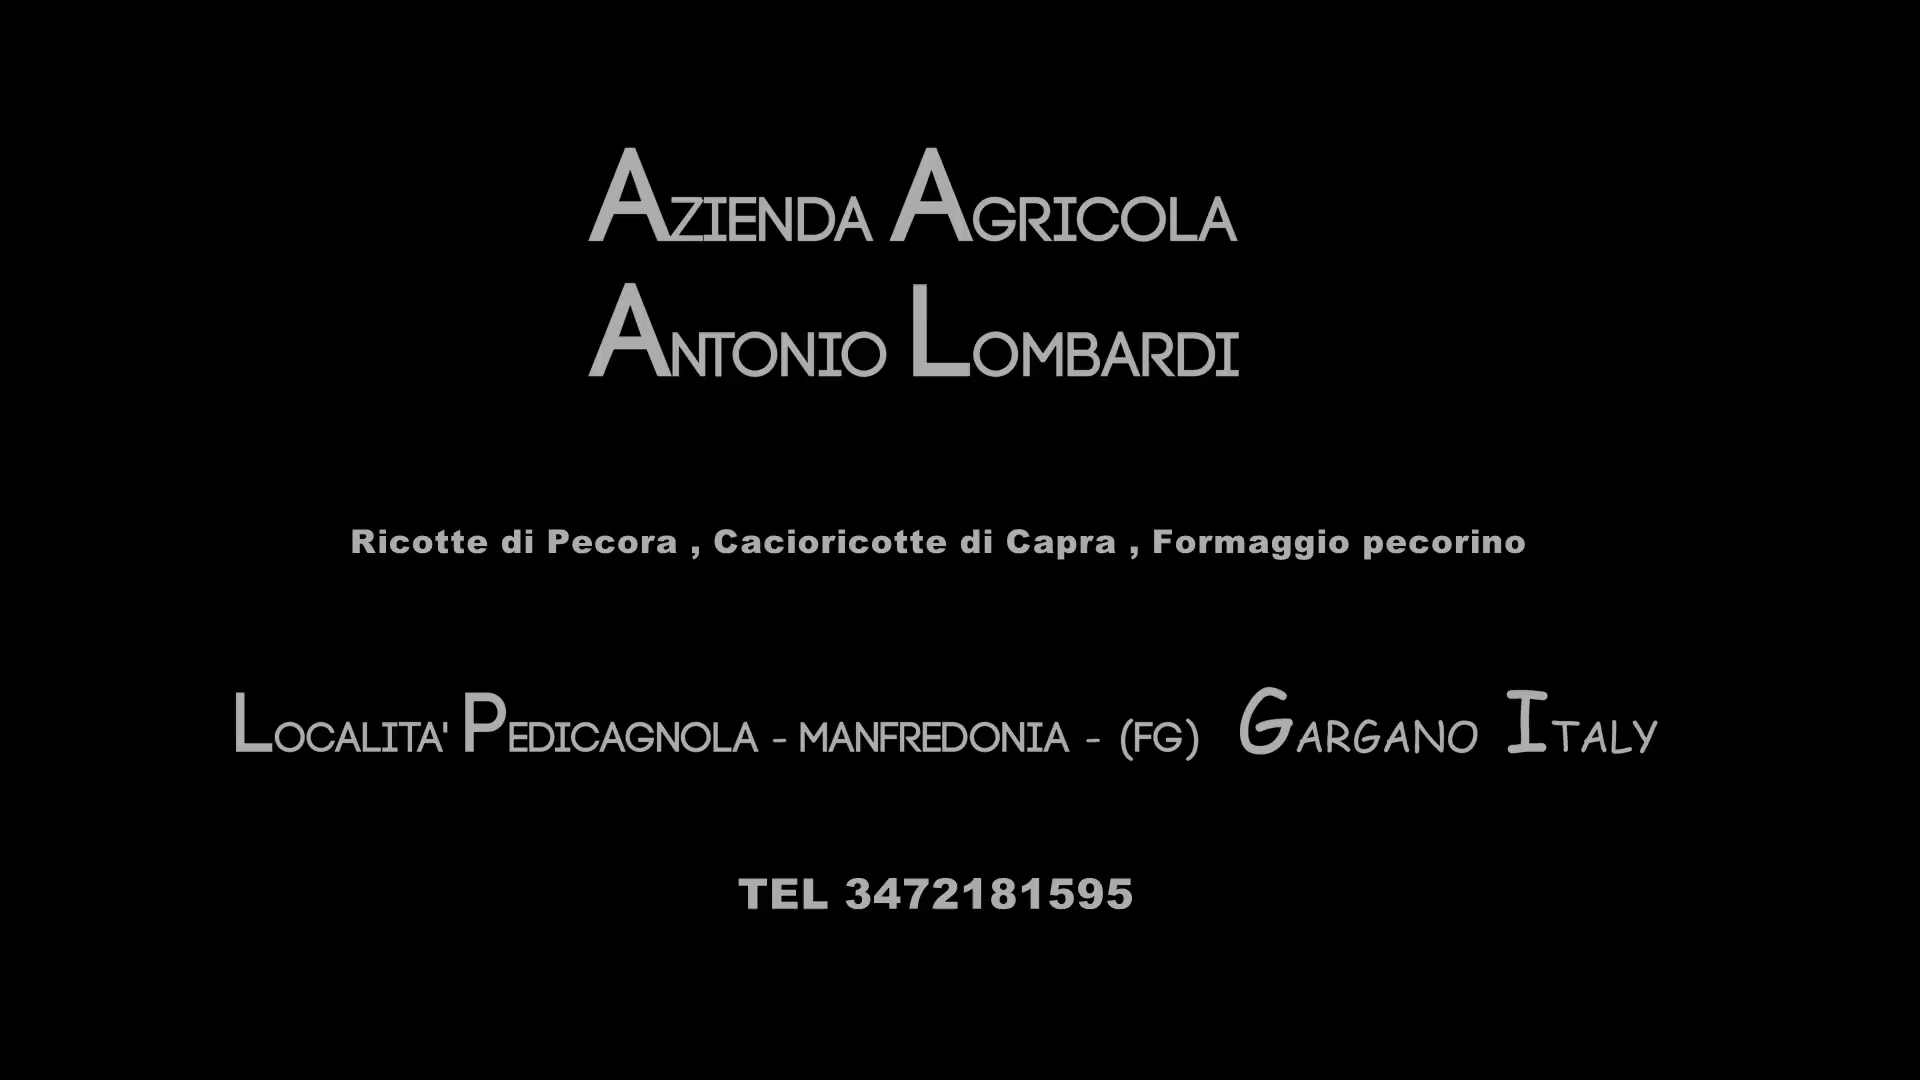 Azienda Agricola
Antonio Lombardi
Ricotte di Pecora , Cacioricotte di Capra , Formaggio pecorino
Localita' Pedicagnola - manfredonia - (fg) Gargano Italy
TEL 3472181595